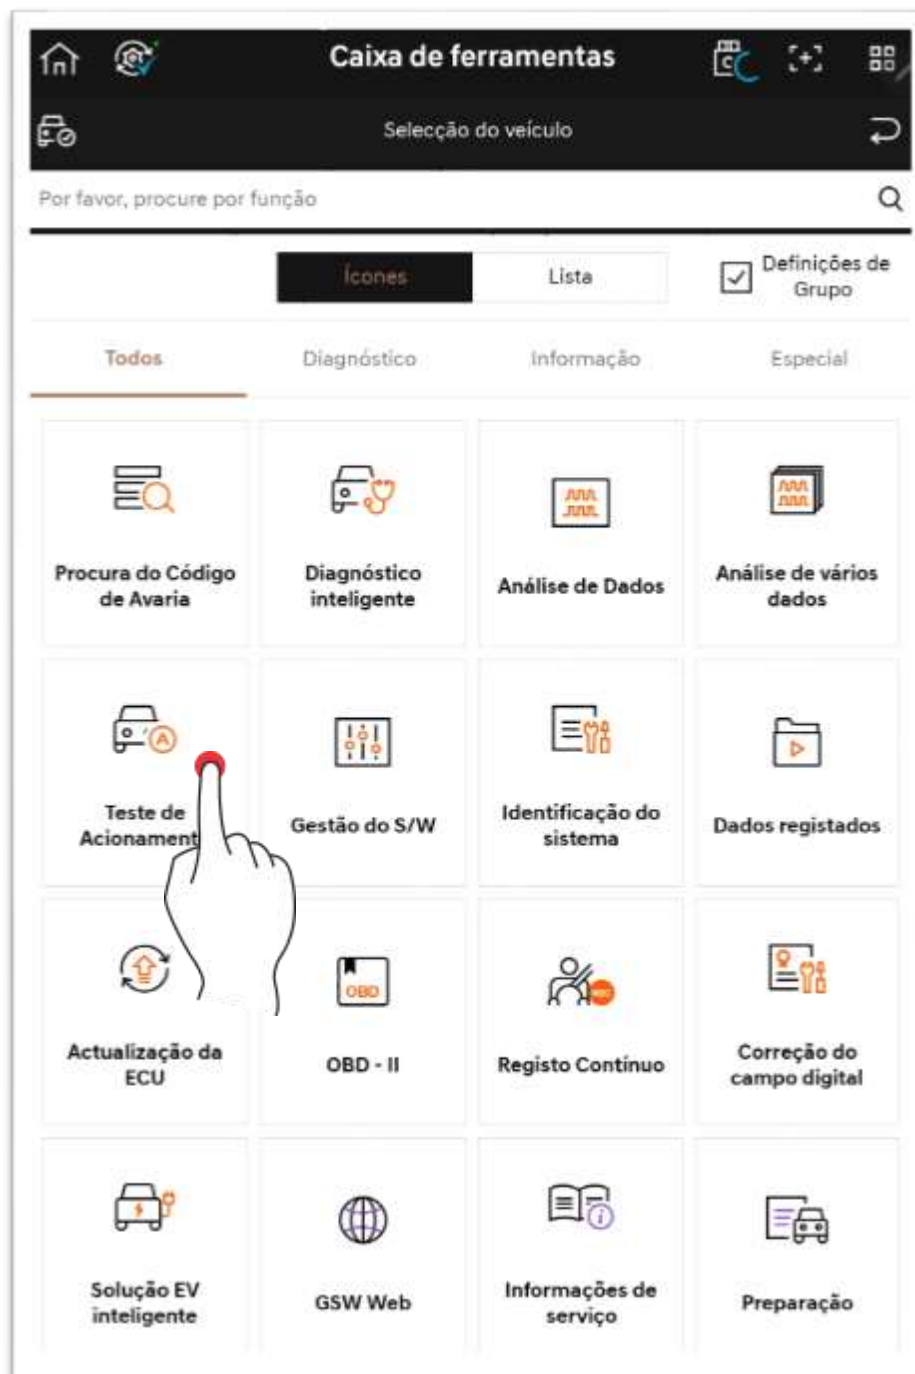 Caixa de ferramentas
Selecção do veículo
Por favor, procure por função
Ícones
Lista
Definições de
Grupo
Todos
Diagnóstico
Informação
Especial
Procura do Código
de Avaria
Diagnóstico
inteligente
Análise de Dados
Análise de vários
dados
Teste de
Acionament
Gestão do S/W
Identificação do
sistema
Dados registados
Actualização da
ECU
OBD
OBD - II
REC
Registo Contínuo
Correção do
campo digital
Solução EV
inteligente
GSW Web
Informações de
serviço
Preparação